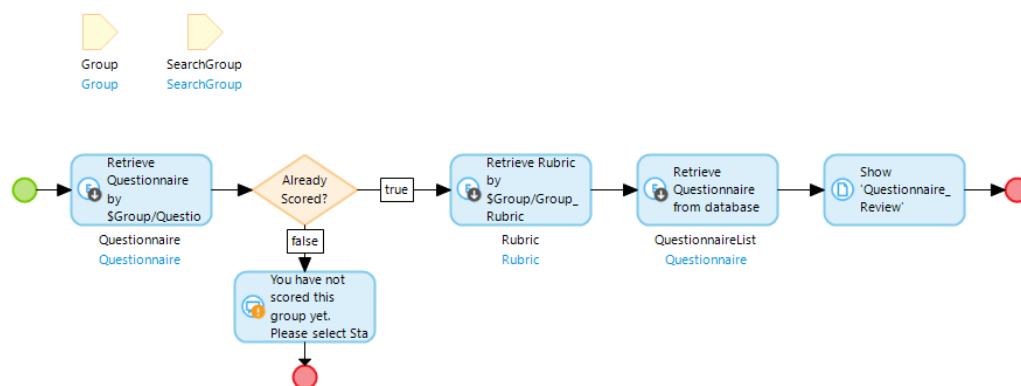 Group
Group
SearchGroup
SearchGroup
Retrieve
Questionnaire
by
$Group/Questio
Questionnaire
Questionnaire
Already
Scored?
true
false
You have not
scored this
group yet.
Please select Sta
Retrieve Rubric
by
$Group/Group_
Rubric
Rubric
Rubric
Retrieve
Questionnaire
from database
QuestionnaireList
Questionnaire
Show
'Questionnaire_
Review'